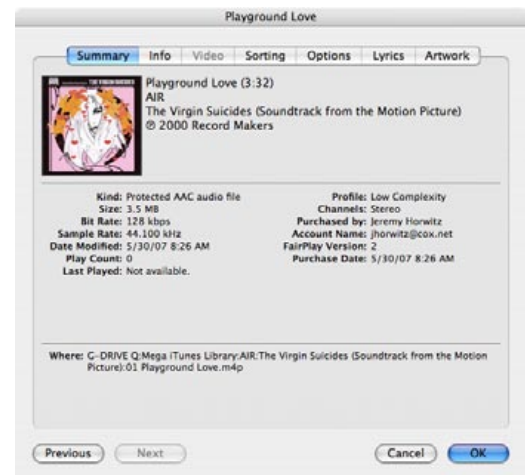 Playground Love
Summary Info Video Sorting Options Lyrics Artwork
Playground Love (3:32)
AIR
The Virgin Suicides (Soundtrack from the Motion Picture)
℗ 2000 Record Makers
Kind: Protected AAC audio file
Size: 3.5 MB
Bit Rate: 128 kbps
Sample Rate: 44.100 kHz
Date Modified: 5/30/07 8:26 AM
Play Count: 0
Last Played: Not available.
Profile: Low Complexity
Channels: Stereo
Purchased by: Jeremy Horwitz
Account Name: jhorwitz@cox.net
FairPlay Version: 2
Purchase Date: 5/30/07 8:26 AM
Where: G-DRIVE Q:Mega iTunes Library:AIR:The Virgin Suicides (Soundtrack from the Motion
Picture):01 Playground Love.m4p
Previous Next Cancel OK